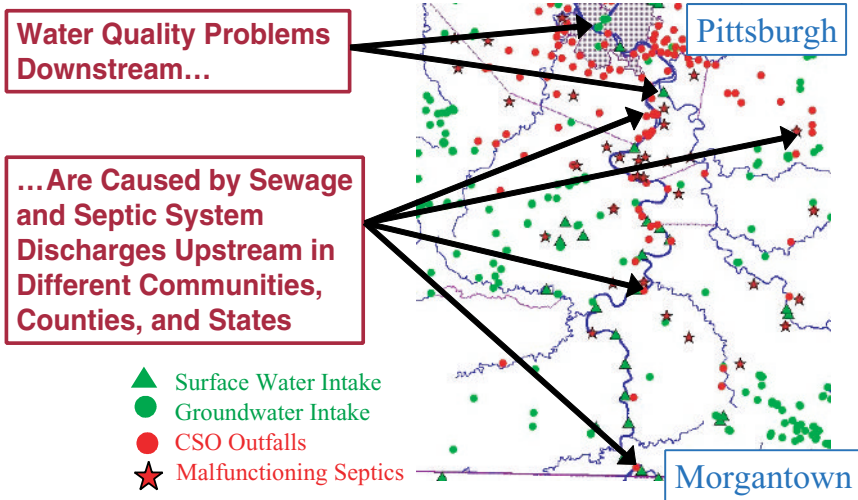 Water Quality Problems
Downstream...
Pittsburgh
...Are Caused by Sewage
and Septic System
Discharges Upstream in
Different Communities,
Counties, and States
Surface Water Intake
Groundwater Intake
CSO Outfalls
Malfunctioning Septics
Morgantown